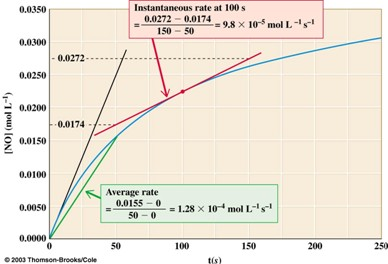 0.0350
0.0300
0.0250
0.0200
0.0150
0.0100
0.0050
0.0000
[NO] (mol L⁻¹)
Instantaneous rate at 100 s
= 0.0272 − 0.0174 / 150 − 50 = 9.8 × 10⁻⁵ mol L⁻¹s⁻¹
0.0272
0.0174
Average rate
= 0.0155 − 0 / 50 − 0 = 1.28 × 10⁻⁴ mol L⁻¹s⁻¹
0 50 100 150 200 250
t(s)
© 2003 Thomson-Brooks/Cole